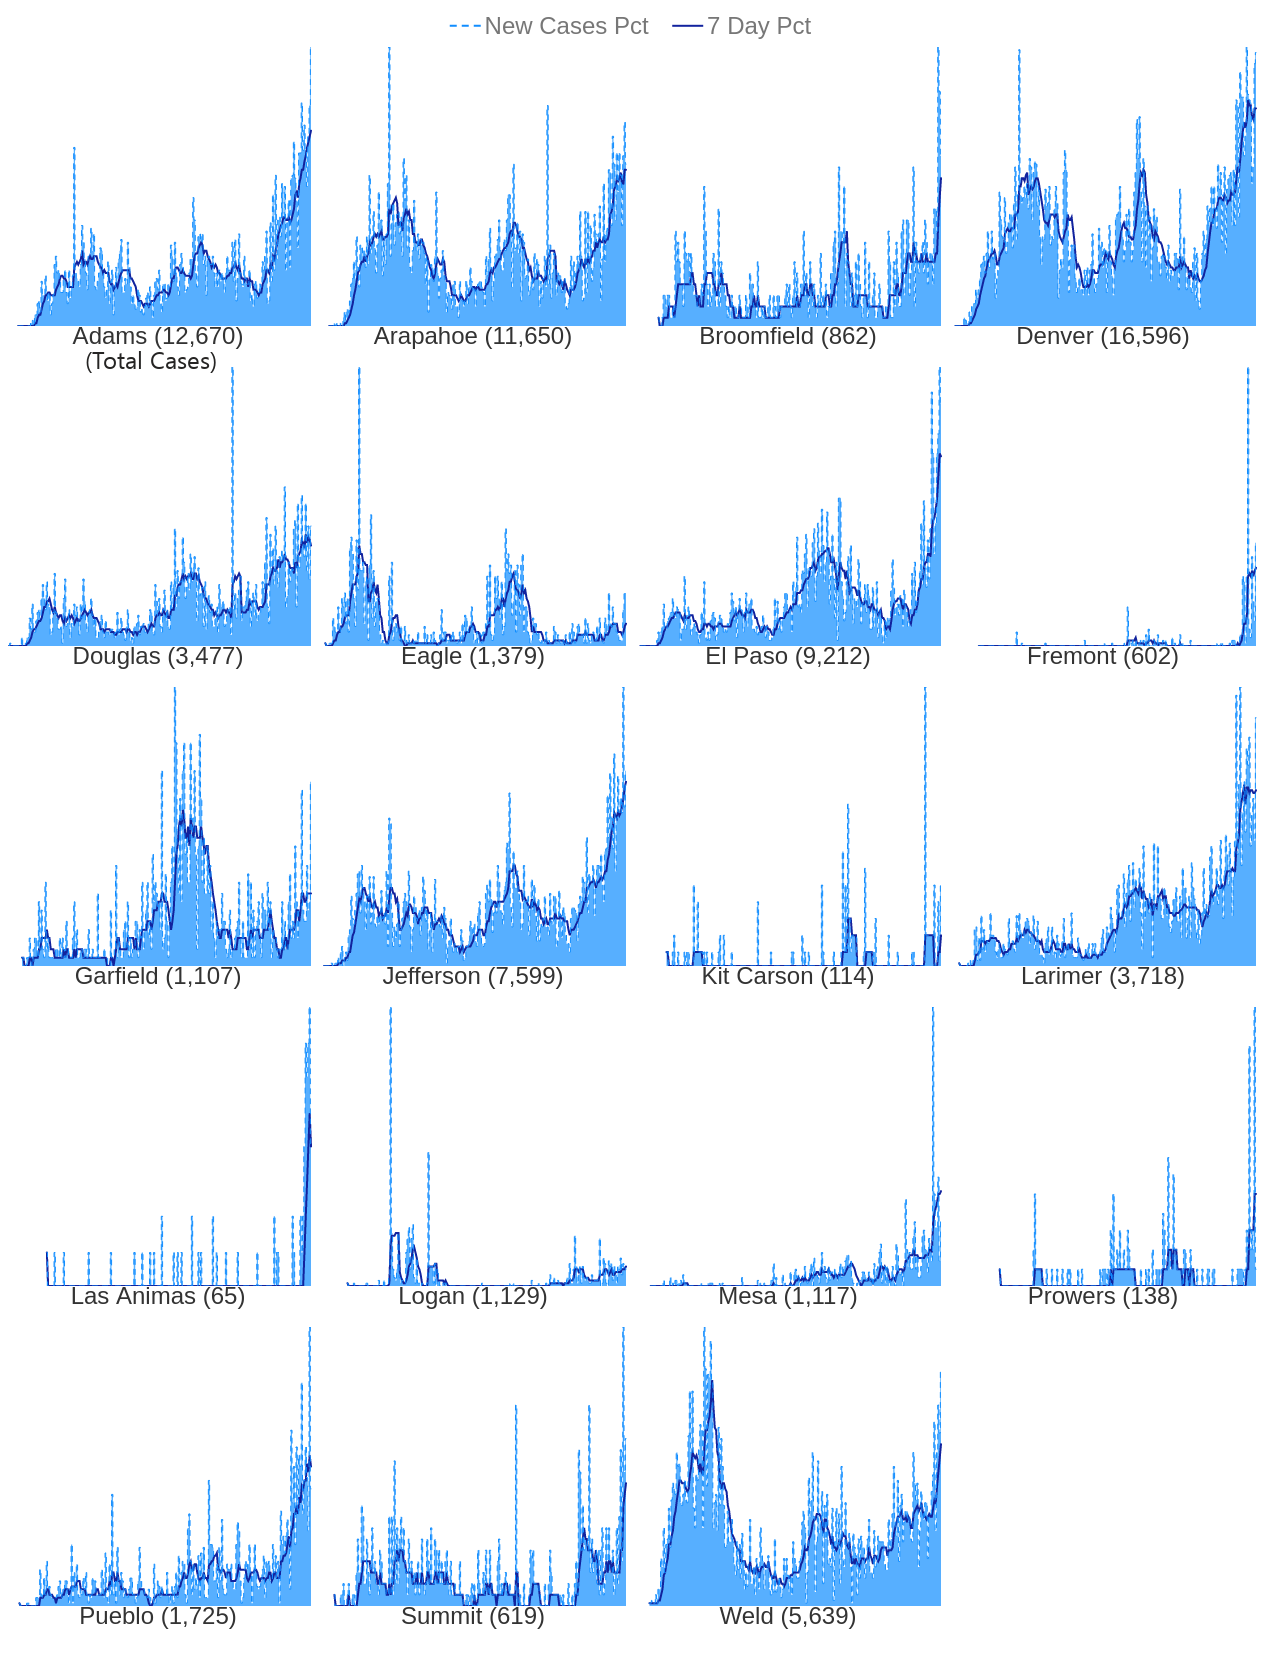 New Cases Pct 7 Day Pct
Adams (12,670) Arapahoe (11,650) Broomfield (862) Denver (16,596)
(Total Cases)
Douglas (3,477) Eagle (1,379) El Paso (9,212) Fremont (602)
Garfield (1,107) Jefferson (7,599) Kit Carson (114) Larimer (3,718)
Las Animas (65) Logan (1,129) Mesa (1,117) Prowers (138)
Pueblo (1,725) Summit (619) Weld (5,639)